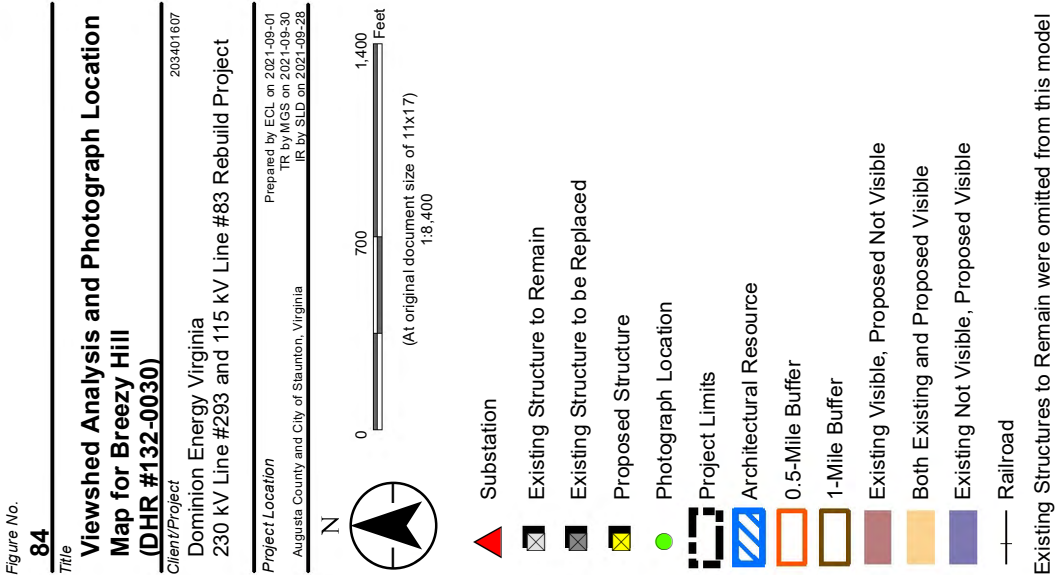 Figure No.
84
Title
Viewshed Analysis and Photograph Location
Map for Breezy Hill
(DHR #132-0030)
Client/Project
203401607
Dominion Energy Virginia
230 kV Line #293 and 115 kV Line #83 Rebuild Project
Project Location
Augusta County and City of Staunton, Virginia
Prepared by ECL on 2021-09-01
TR by MGS on 2021-09-30
IR by SLD on 2021-09-28
N
0 700 1,400
Feet
(At original document size of 11x17)
1:8,400
Substation
Existing Structure to Remain
Existing Structure to be Replaced
Proposed Structure
Photograph Location
Project Limits
Architectural Resource
0.5-Mile Buffer
1-Mile Buffer
Existing Visible, Proposed Not Visible
Both Existing and Proposed Visible
Existing Not Visible, Proposed Visible
Railroad
Existing Structures to Remain were omitted from this model